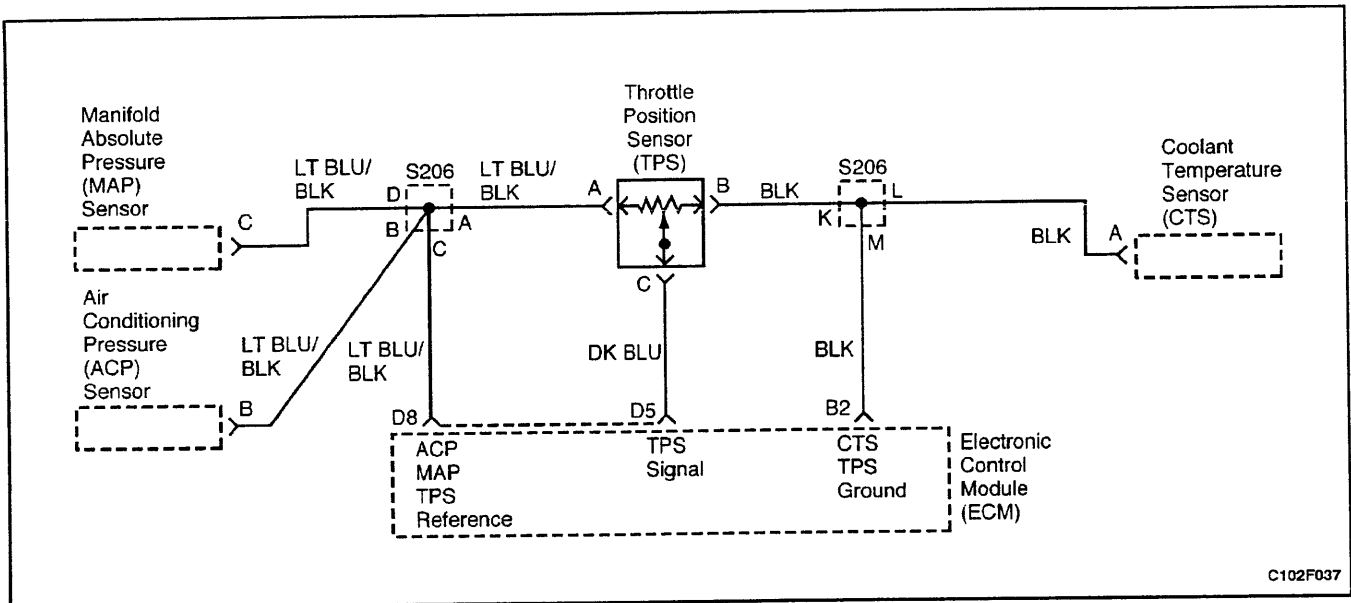 Manifold
Absolute
Pressure
(MAP)
Sensor
C
LT BLU/
BLK
S206
D
B
A
C
LT BLU/
BLK
Throttle
Position
Sensor
(TPS)
A
B
C
BLK
S206
L
K
M
BLK
Coolant
Temperature
Sensor
(CTS)
A
Air
Conditioning
Pressure
(ACP)
Sensor
B
LT BLU/
BLK
LT BLU/
BLK
DK BLU
BLK
D8
D5
B2
ACP
MAP
TPS
Reference
TPS
Signal
CTS
TPS
Ground
Electronic
Control
Module
(ECM)
C102F037